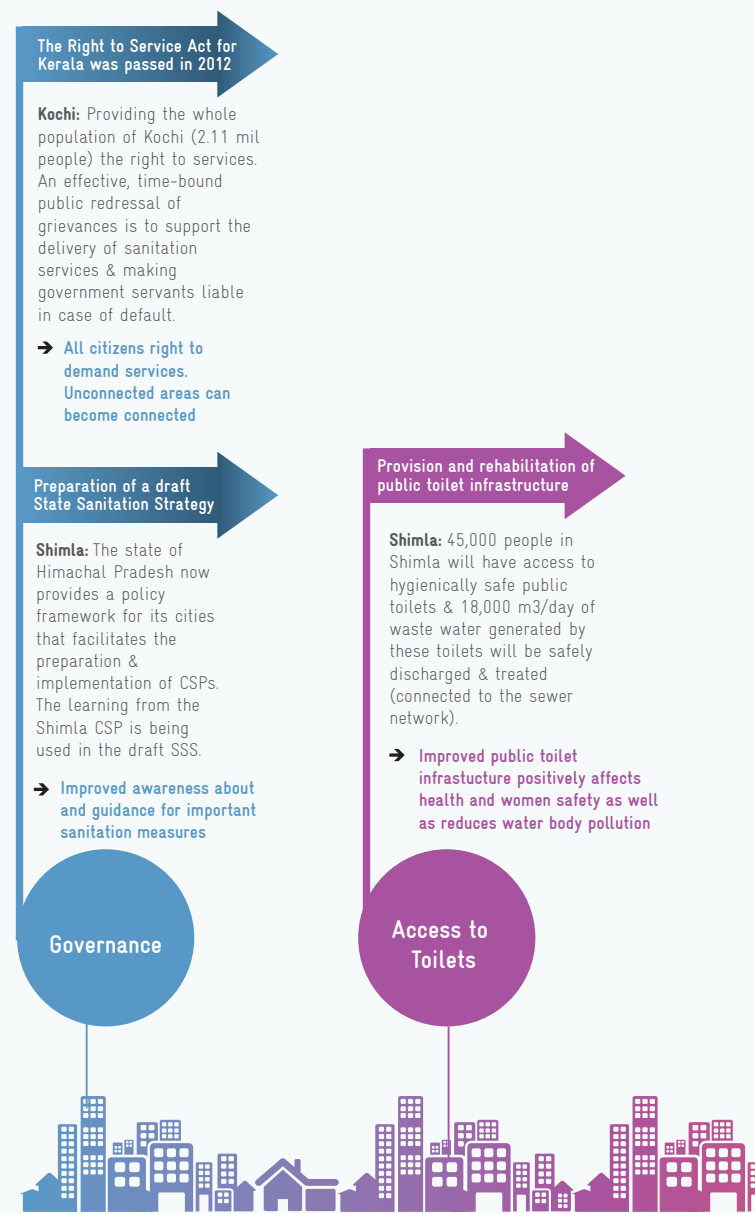 The Right to Service Act for
Kerala was passed in 2012
Kochi: Providing the whole
population of Kochi (2.11 mil
people) the right to services.
An effective, time-bound
public redressal of
grievances is to support the
delivery of sanitation
services & making
government servants liable
in case of default.
All citizens right to
demand services.
Unconnected areas can
become connected
Preparation of a draft
State Sanitation Strategy
Shimla: The state of
Himachal Pradesh now
provides a policy
framework for its cities
that facilitates the
preparation &
implementation of CSPs.
The learning from the
Shimla CSP is being
used in the draft SSS.
Improved awareness about
and guidance for important
sanitation measures
Governance
Provision and rehabilitation of
public toilet infrastructure
Shimla: 45,000 people in
Shimla will have access to
hygienically safe public
toilets & 18,000 m3/day of
waste water generated by
these toilets will be safely
discharged & treated
(connected to the sewer
network).
Improved public toilet
infrastucture positively affects
health and women safety as well
as reduces water body pollution
Access to
Toilets